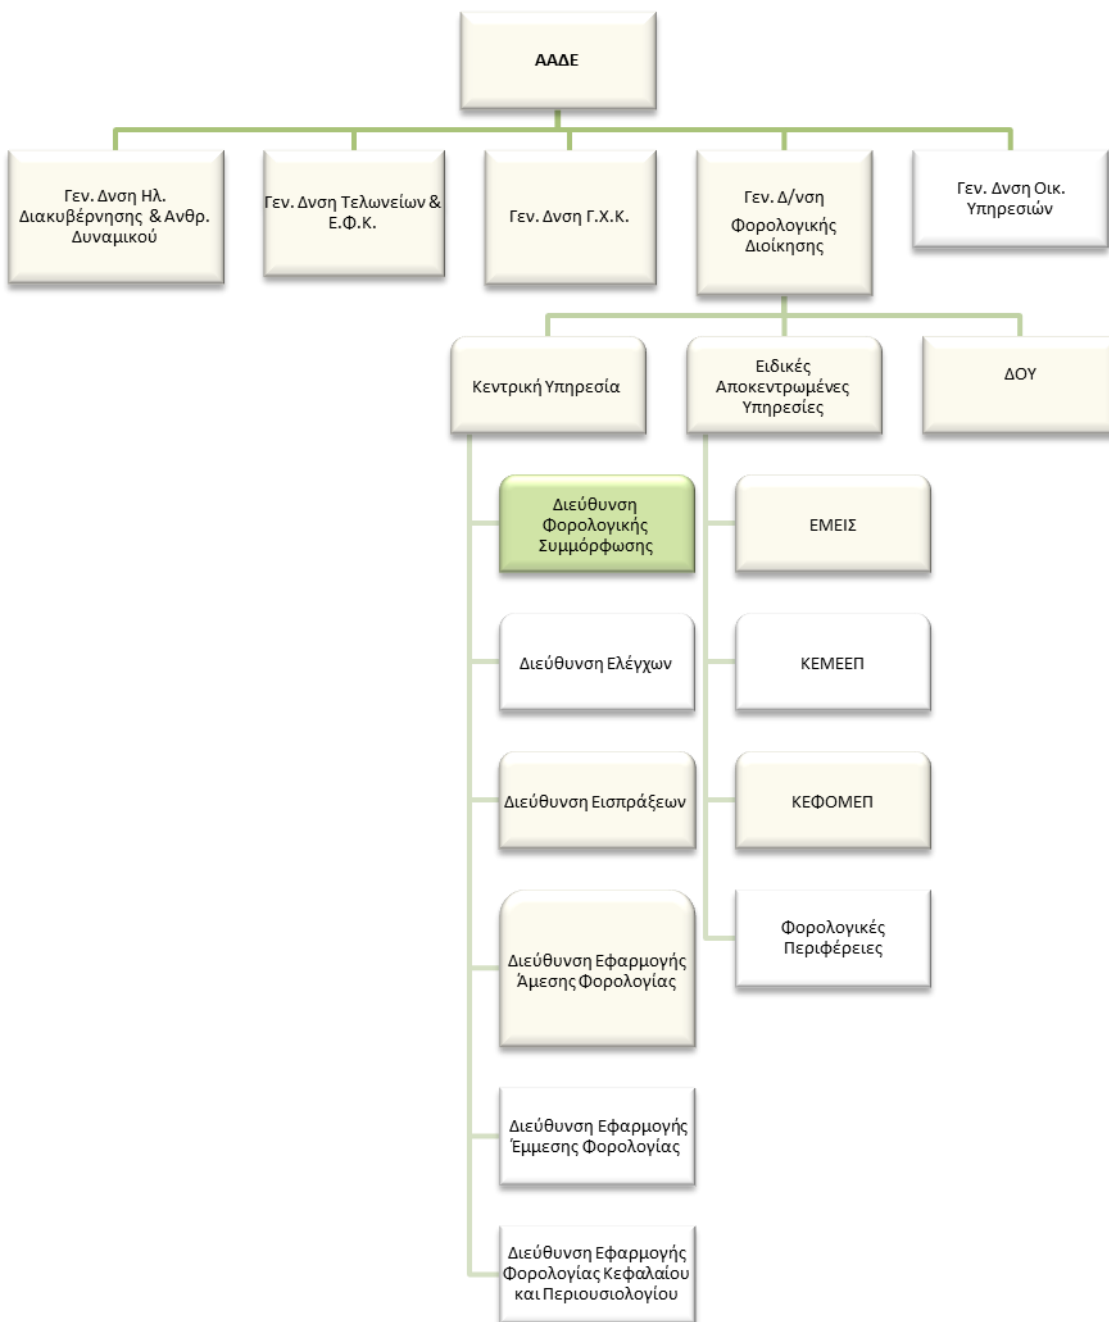 ΑΑΔΕ
Γεν. Δνση Ηλ.
Διακυβέρνησης & Ανθρ.
Δυναμικού
Γεν. Δνση Τελωνείων &
Ε.Φ.Κ.
Γεν. Δνση Γ.Χ.Κ.
Γεν. Δ/νση
Φορολογικής
Διοίκησης
Γεν. Δνση Οικ.
Υπηρεσιών
Κεντρική Υπηρεσία
Ειδικές
Αποκεντρωμένες
Υπηρεσίες
ΔΟΥ
Διεύθυνση
Φορολογικής
Συμμόρφωσης
Διεύθυνση Ελέγχων
Διεύθυνση Εισπράξεων
Διεύθυνση Εφαρμογής
Άμεσης Φορολογίας
Διεύθυνση Εφαρμογής
Έμμεσης Φορολογίας
Διεύθυνση Εφαρμογής
Φορολογίας Κεφαλαίου
και Περιουσιολογίου
ΕΜΕΙΣ
ΚΕΜΕΕΠ
ΚΕΦΟΜΕΠ
Φορολογικές
Περιφέρειες